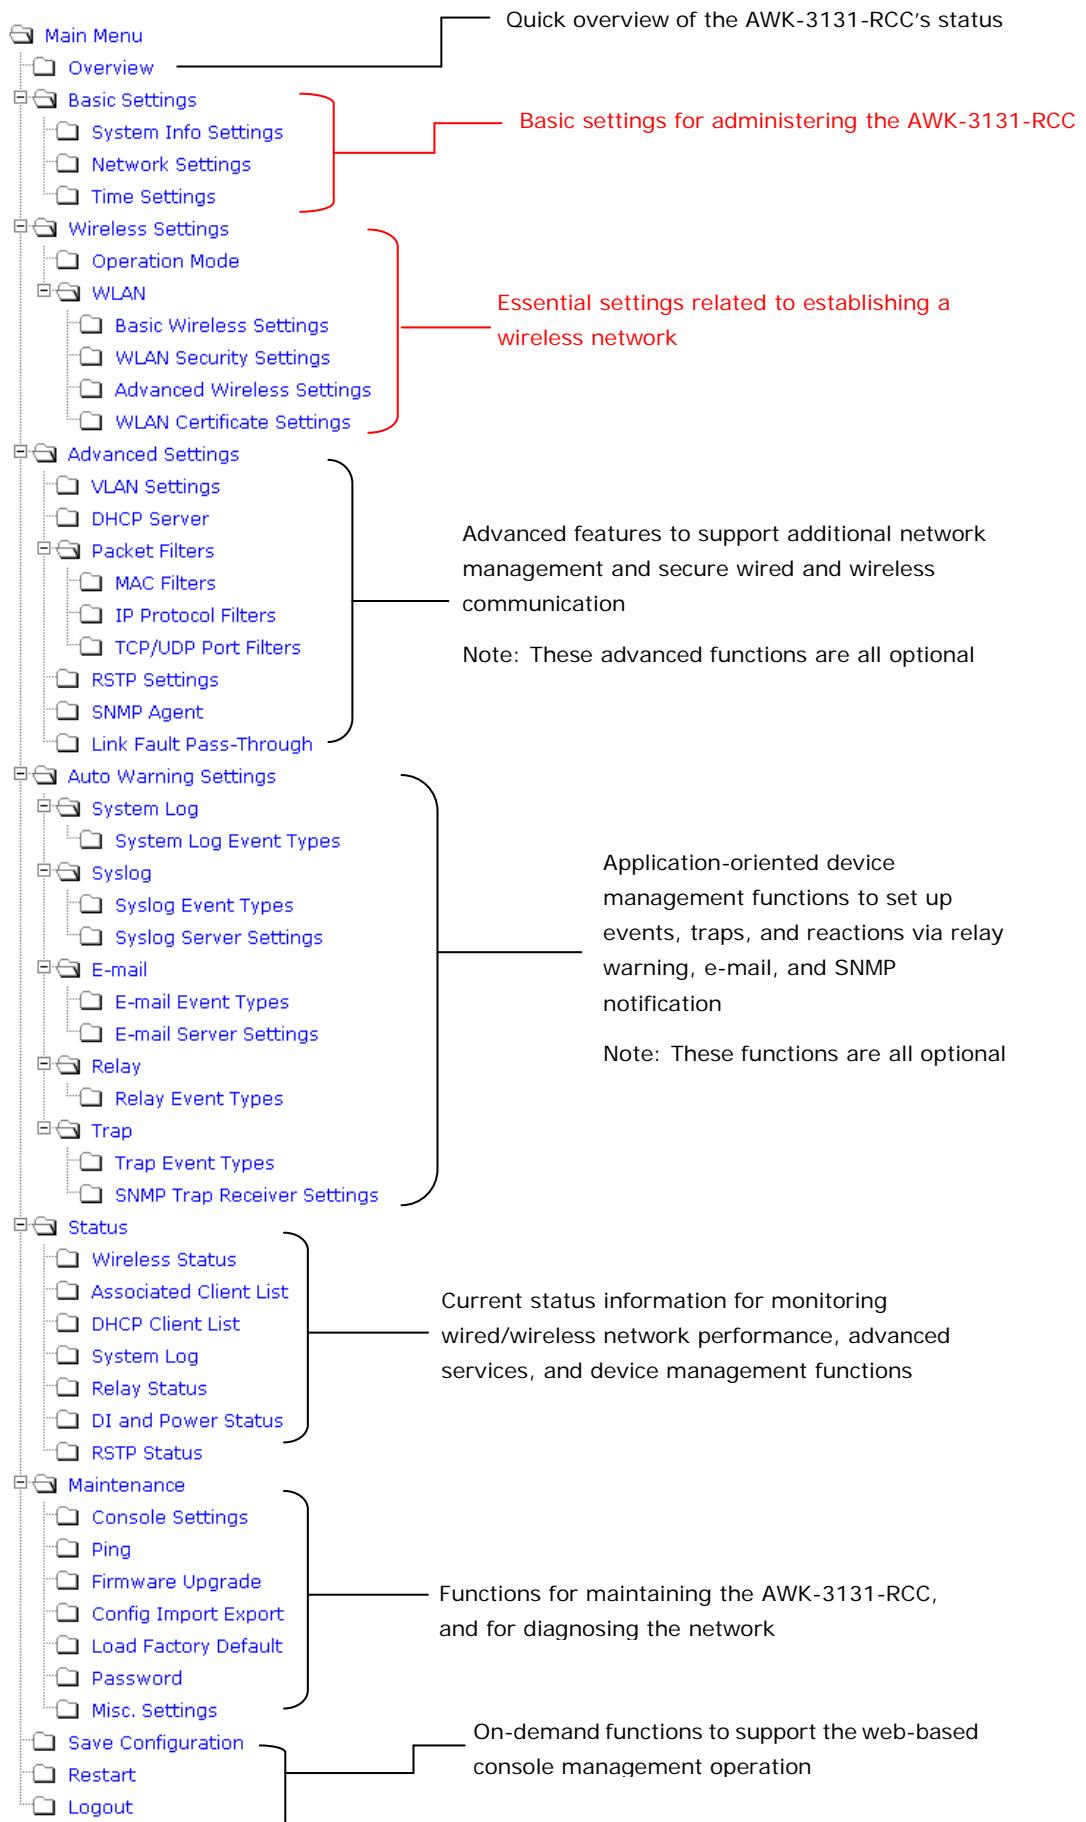 Quick overview of the AWK-3131-RCC's status
Main Menu
Overview
Basic Settings
System Info Settings
Network Settings
Time Settings
Basic settings for administering the AWK-3131-RCC
Wireless Settings
Operation Mode
WLAN
Basic Wireless Settings
WLAN Security Settings
Advanced Wireless Settings
WLAN Certificate Settings
Essential settings related to establishing a
wireless network
Advanced Settings
VLAN Settings
DHCP Server
Packet Filters
MAC Filters
IP Protocol Filters
TCP/UDP Port Filters
RSTP Settings
SNMP Agent
Link Fault Pass-Through
Advanced features to support additional network
management and secure wired and wireless
communication
Note: These advanced functions are all optional
Auto Warning Settings
System Log
System Log Event Types
Syslog
Syslog Event Types
Syslog Server Settings
E-mail
E-mail Event Types
E-mail Server Settings
Relay
Relay Event Types
Trap
Trap Event Types
SNMP Trap Receiver Settings
Application-oriented device
management functions to set up
events, traps, and reactions via relay
warning, e-mail, and SNMP
notification
Note: These functions are all optional
Status
Wireless Status
Associated Client List
DHCP Client List
System Log
Relay Status
DI and Power Status
RSTP Status
Current status information for monitoring
wired/wireless network performance, advanced
services, and device management functions
Maintenance
Console Settings
Ping
Firmware Upgrade
Config Import Export
Load Factory Default
Password
Misc. Settings
Functions for maintaining the AWK-3131-RCC,
and for diagnosing the network
Save Configuration
Restart
Logout
On-demand functions to support the web-based
console management operation